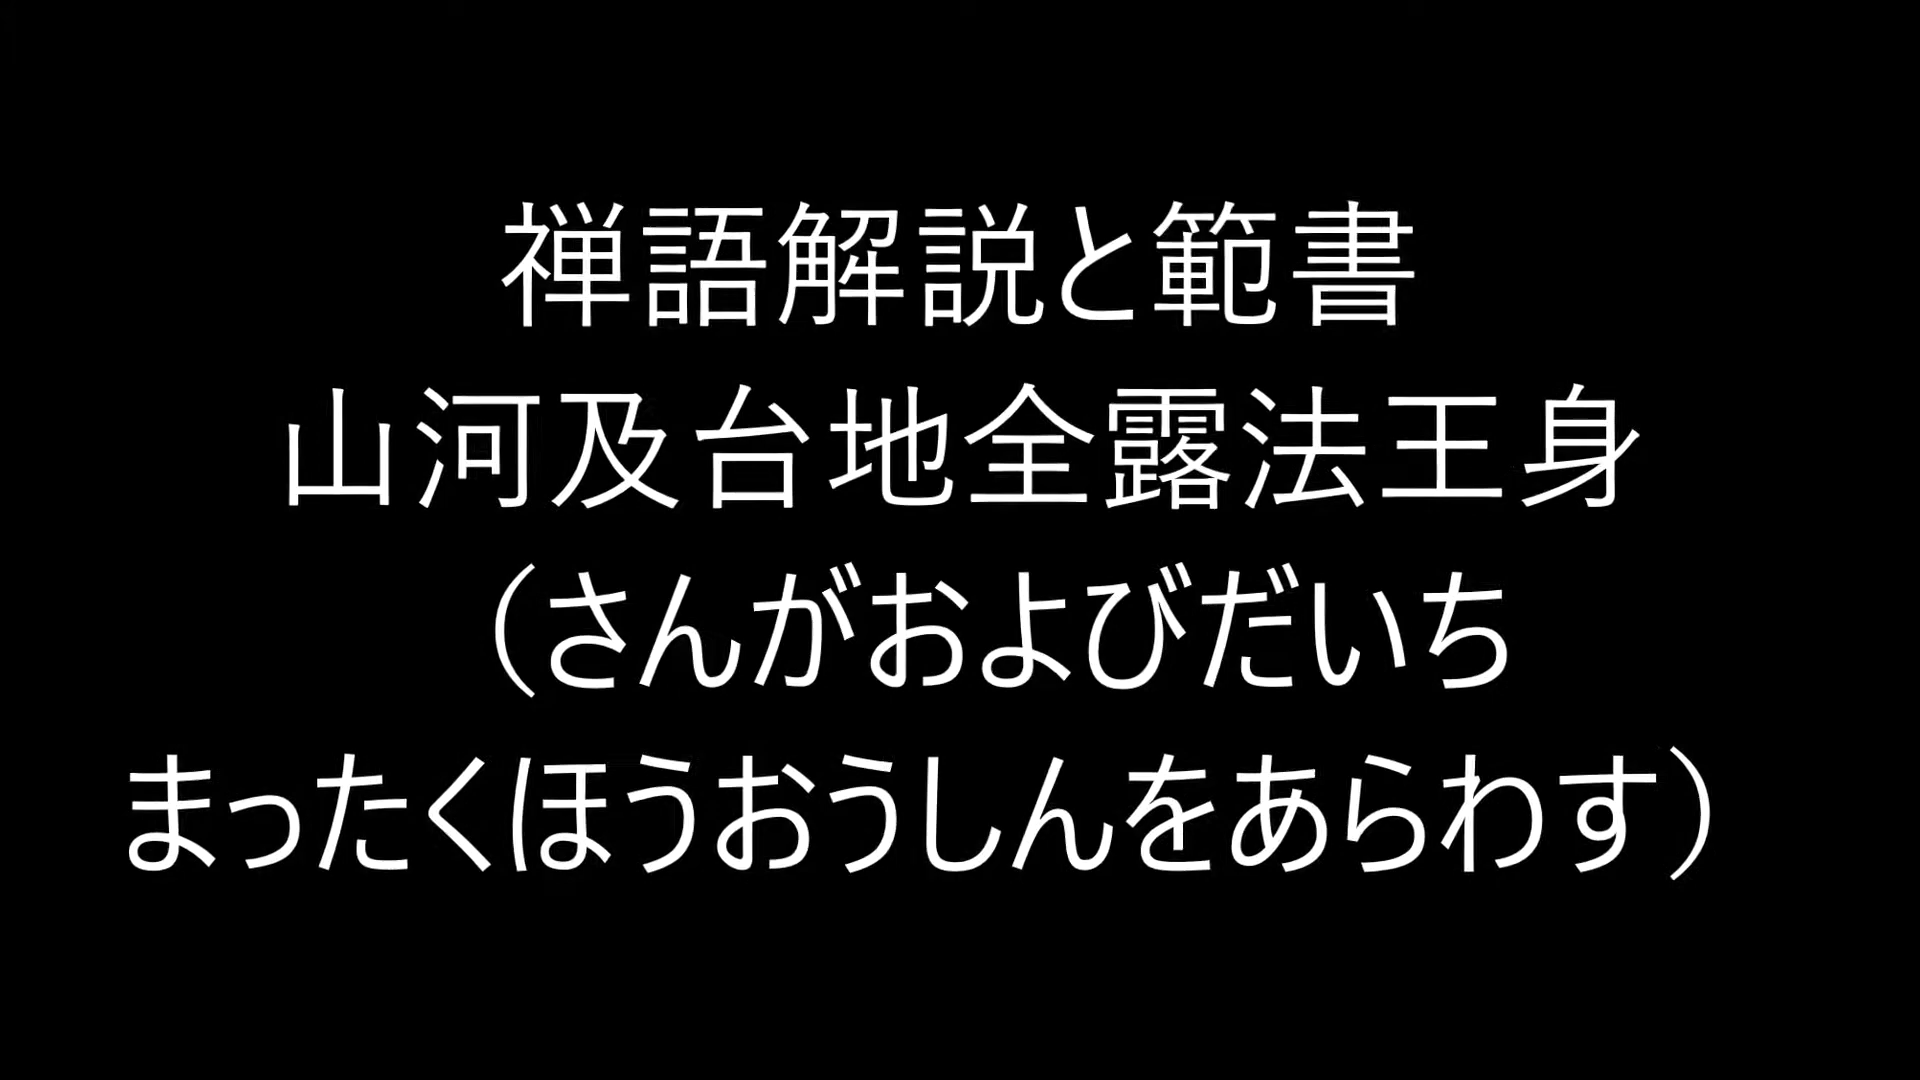 禅語解説と範書
山河及台地全露法王身
（さんがおよびだいち
まったくほうおうしんをあらわす）